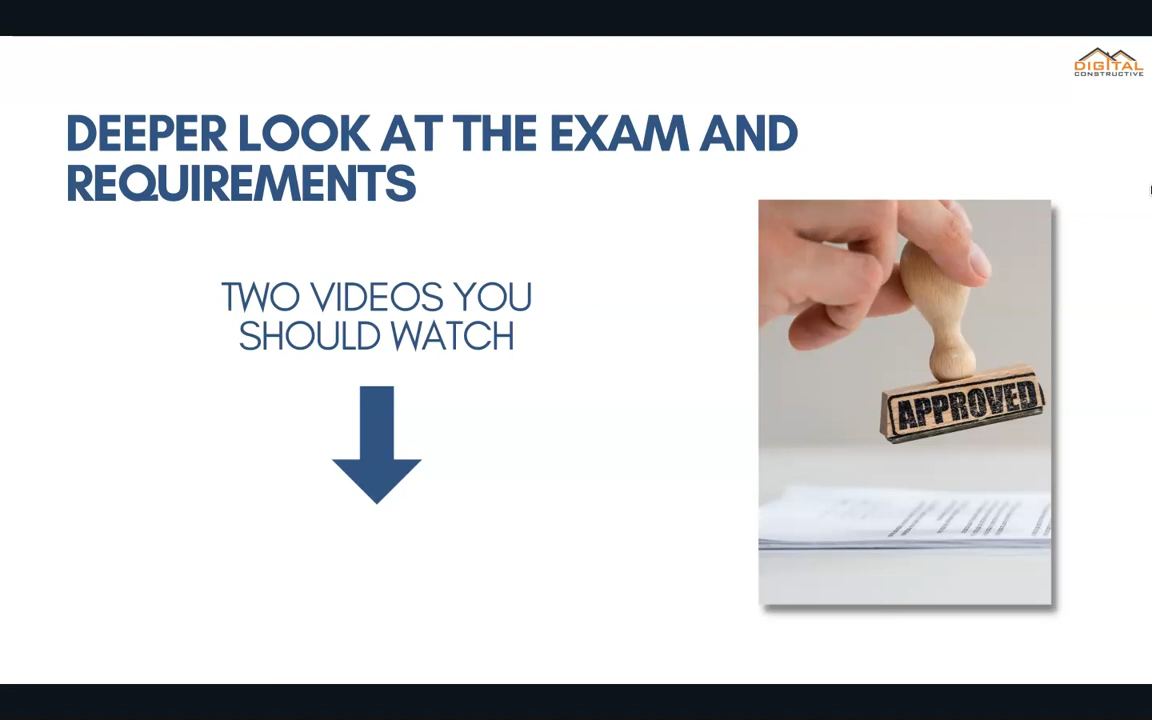 DIGITAL
CONSTRUCTIVE
DEEPER LOOK AT THE EXAM AND
REQUIREMENTS
TWO VIDEOS YOU
SHOULD WATCH
APPROVED